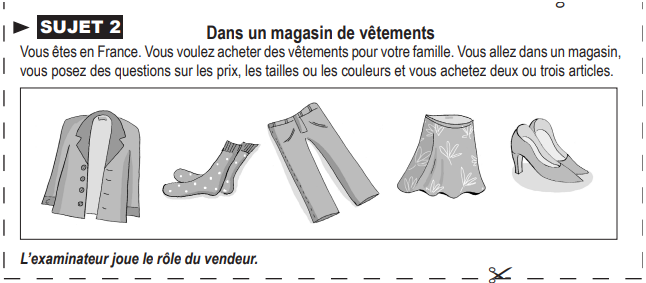 ► SUJET 2
Dans un magasin de vêtements
Vous êtes en France. Vous voulez acheter des vêtements pour votre famille. Vous allez dans un magasin,
vous posez des questions sur les prix, les tailles ou les couleurs et vous achetez deux ou trois articles.
L'examinateur joue le rôle du vendeur.